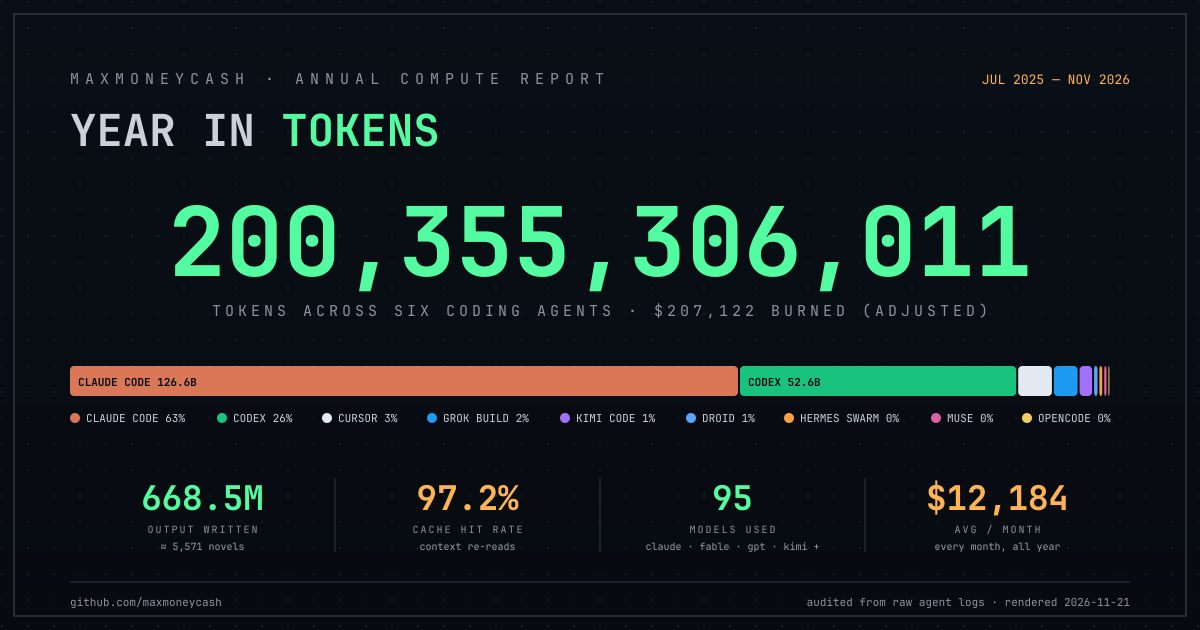 MAXMONEYCASH · ANNUAL COMPUTE REPORT
JUL 2025 — NOV 2026
YEAR IN TOKENS
200,355,306,011
TOKENS ACROSS SIX CODING AGENTS · $207,122 BURNED (ADJUSTED)
CLAUDE CODE 126.6B
CODEX 52.6B
CLAUDE CODE 63%
CODEX 26%
CURSOR 3%
GROK BUILD 2%
KIMI CODE 1%
DROID 1%
HERMES SWARM 0%
MUSE 0%
OPENCODE 0%
668.5M
OUTPUT WRITTEN
≈ 5,571 novels
97.2%
CACHE HIT RATE
context re-reads
95
MODELS USED
claude · fable · gpt · kimi +
$12,184
AVG / MONTH
every month, all year
github.com/maxmoneycash
audited from raw agent logs · rendered 2026-11-21